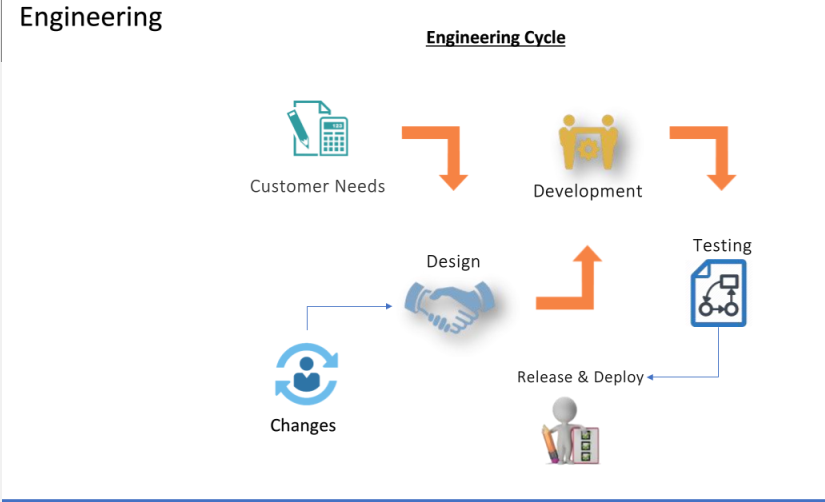 Engineering
Engineering Cycle
Customer Needs
Development
Design
Testing
Release & Deploy
Changes